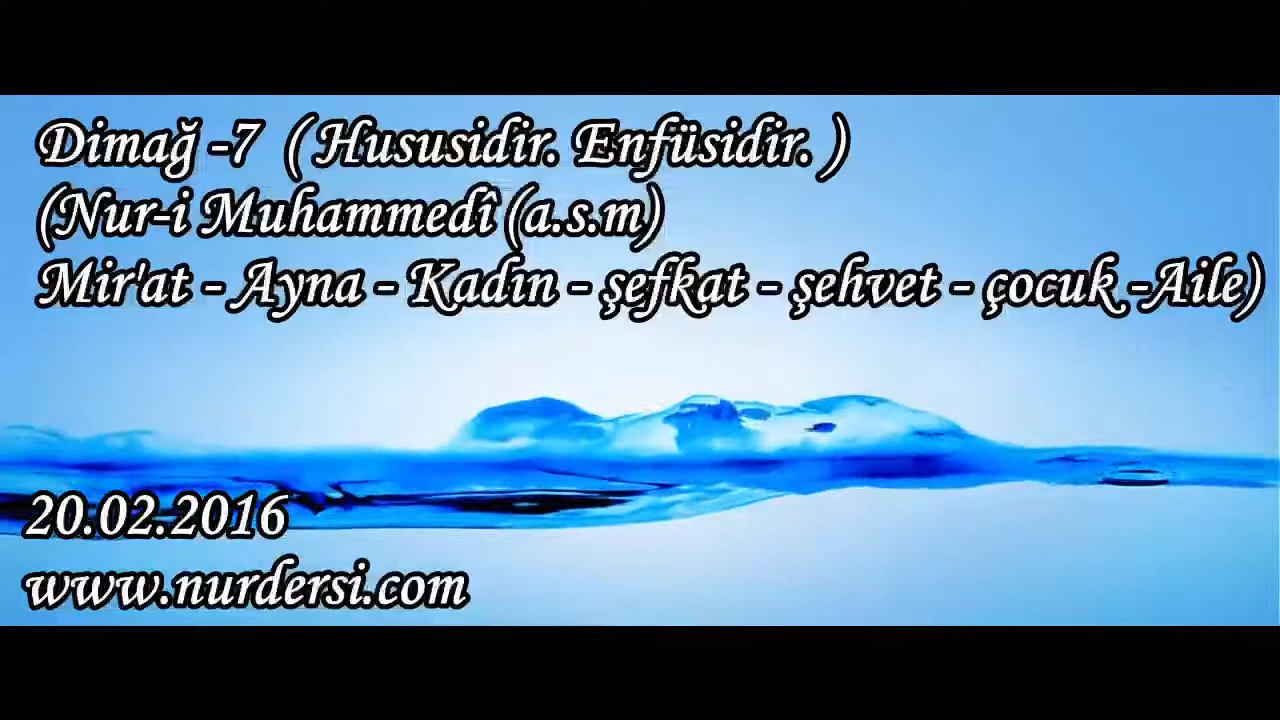 Dimağ -7 ( Hususidir. Enfüsidir. )
(Nur-i Muhammedî (a.s.m)
Mir'at - Ayna - Kadın - şefkat - şehvet - çocuk -Aile)
20.02.2016
www.nurdersi.com